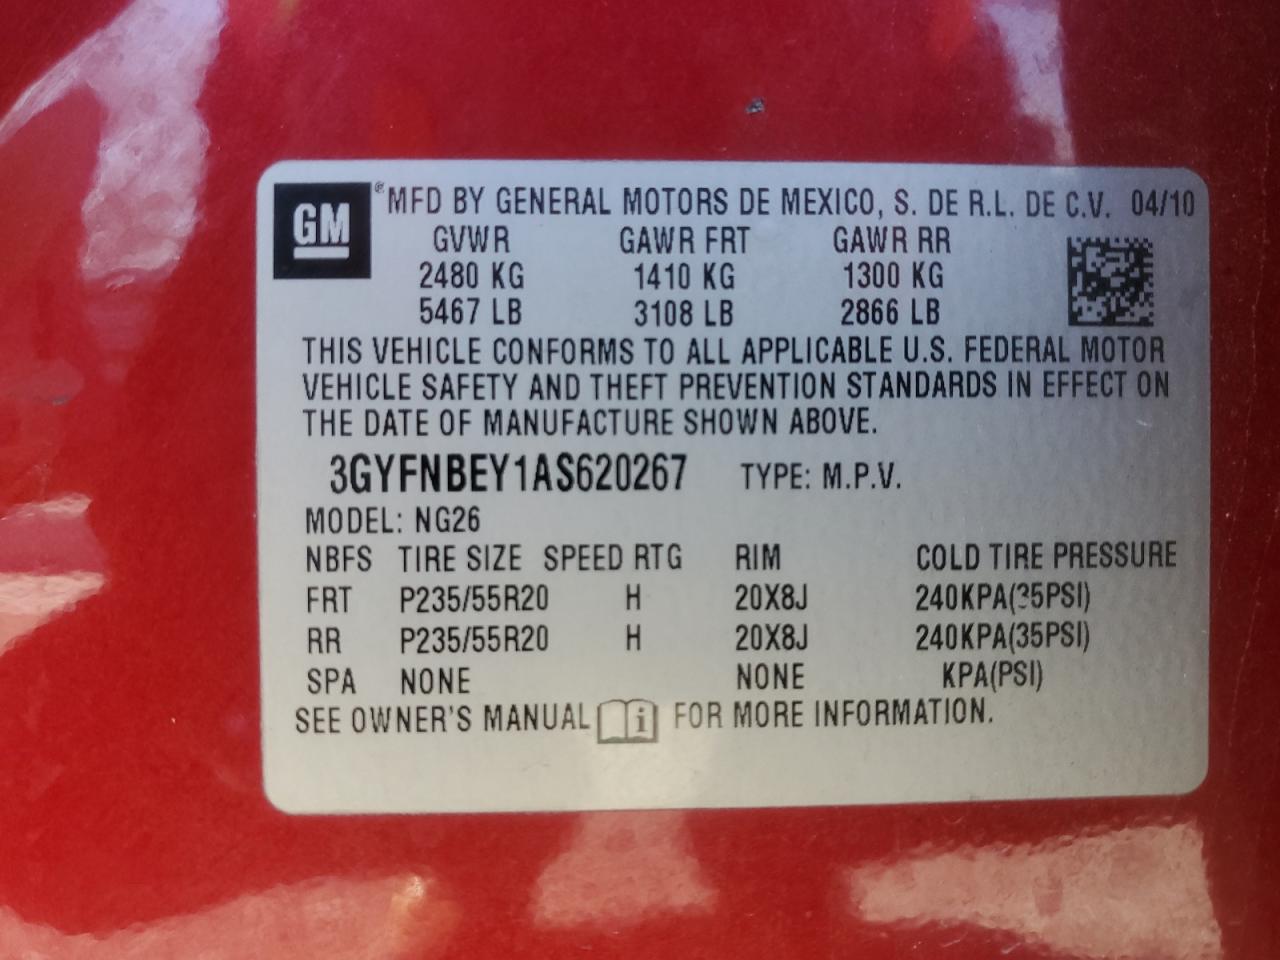 GM ® MFD BY GENERAL MOTORS DE MEXICO, S. DE R.L. DE C.V. 04/10
GVWR GAWR FRT GAWR RR
2480 KG 1410 KG 1300 KG
5467 LB 3108 LB 2866 LB
THIS VEHICLE CONFORMS TO ALL APPLICABLE U.S. FEDERAL MOTOR
VEHICLE SAFETY AND THEFT PREVENTION STANDARDS IN EFFECT ON
THE DATE OF MANUFACTURE SHOWN ABOVE.
3GYFNBEY1AS620267 TYPE: M.P.V.
MODEL: NG26
NBFS TIRE SIZE SPEED RTG RIM COLD TIRE PRESSURE
FRT P235/55R20 H 20X8J 240KPA(35PSI)
RR P235/55R20 H 20X8J 240KPA(35PSI)
SPA NONE NONE KPA(PSI)
SEE OWNER'S MANUAL i FOR MORE INFORMATION.